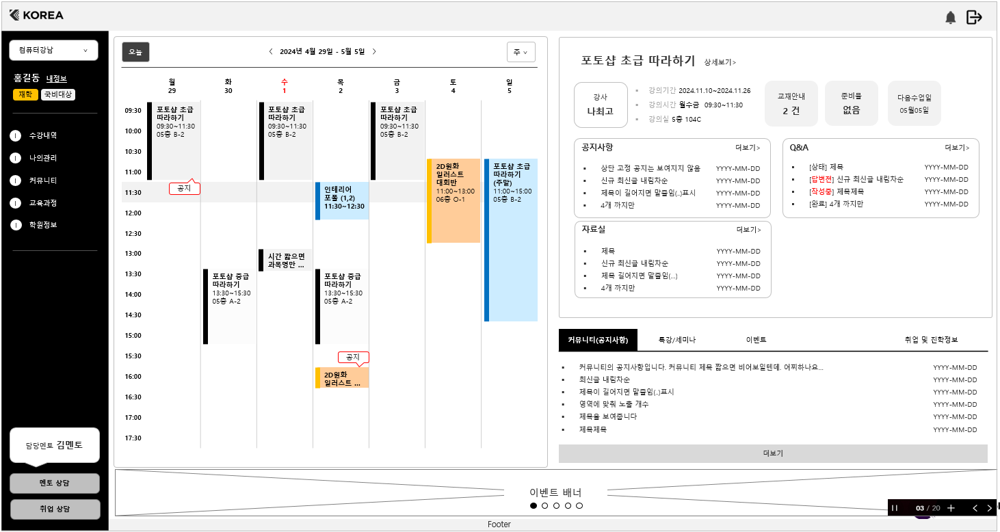 KOREA
컴퓨터강남
홍길동 내정보
재학 국비대상
수강내역
나의관리
커뮤니티
교육과정
학원정보
담당멘토 김멘토
멘토 상담
취업 상담
오늘
2024년 4월 29일 - 5월 5일
주
월 화 수 목 금 토 일
29 30 1 2 3 4 5
09:30
10:00
10:30
11:00
11:30
12:00
12:30
13:00
13:30
14:00
14:30
15:00
15:30
16:00
16:30
17:00
17:30
포토샵 초급
따라하기
09:30~11:30
05층 B-2
공지
포토샵 중급
따라하기
13:30~15:30
05층 A-2
포토샵 초급
따라하기
09:30~11:30
05층 B-2
시간 짧으면
과목명만 ...
인테리어
포폴 (1,2)
11:30~12:30
포토샵 중급
따라하기
13:30~15:30
05층 A-2
공지
2D원화
일러스트 ...
포토샵 초급
따라하기
09:30~11:30
05층 B-2
2D원화
일러스트
대회반
11:00~13:00
06층 O-1
포토샵 초급
따라하기
(주말)
11:00~15:00
05층 B-2
포토샵 초급 따라하기 상세보기>
강사
나최고
강의기간 2024.11.10~2024.11.26
강의시간 월수금 09:30~11:30
강의실 5층 104C
교재안내
2 건
준비물
없음
다음수업일
05월05일
공지사항 더보기>
상단 고정 공지는 보여지지 않음 YYYY-MM-DD
신규 최신글 내림차순 YYYY-MM-DD
제목이 길어지면 말줄임(..)표시 YYYY-MM-DD
4개 까지만 YYYY-MM-DD
Q&A 더보기>
[상태] 제목 YYYY-MM-DD
[답변전] 신규 최신글 내림차순 YYYY-MM-DD
[작성중] 제목제목 YYYY-MM-DD
[완료] 4개 까지만 YYYY-MM-DD
자료실 더보기>
제목 YYYY-MM-DD
신규 최신글 내림차순 YYYY-MM-DD
제목 길어지면 말줄임(...) YYYY-MM-DD
4개 까지만 YYYY-MM-DD
커뮤니티(공지사항) 특강/세미나 이벤트 취업 및 진학정보
커뮤니티의 공지사항입니다. 커뮤니티 제목 짧으면 비어보일텐데. 어찌하나요... YYYY-MM-DD
최신글 내림차순 YYYY-MM-DD
제목이 길어지면 말줄임(..)표시 YYYY-MM-DD
영역에 맞춰 노출 개수 YYYY-MM-DD
제목을 보여줍니다 YYYY-MM-DD
제목제목 YYYY-MM-DD
더보기
이벤트 배너
03 / 20
Footer